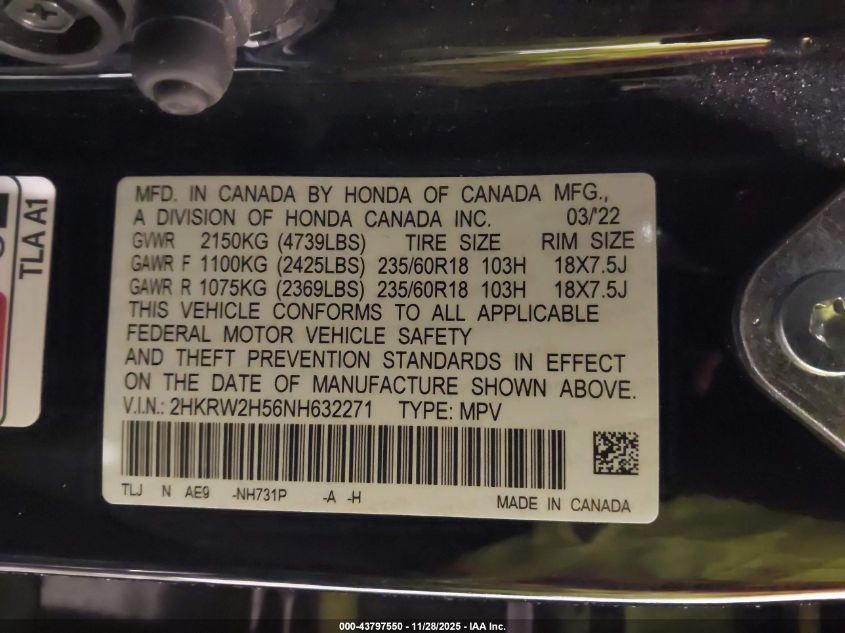 TLA A1
MFD. IN CANADA BY HONDA OF CANADA MFG.,
A DIVISION OF HONDA CANADA INC. 03/'22
GVWR 2150KG (4739LBS) TIRE SIZE RIM SIZE
GAWR F 1100KG (2425LBS) 235/60R18 103H 18X7.5J
GAWR R 1075KG (2369LBS) 235/60R18 103H 18X7.5J
THIS VEHICLE CONFORMS TO ALL APPLICABLE
FEDERAL MOTOR VEHICLE SAFETY
AND THEFT PREVENTION STANDARDS IN EFFECT
ON THE DATE OF MANUFACTURE SHOWN ABOVE.
V.I.N.: 2HKRW2H56NH632271 TYPE: MPV
TLJ N AE9 -NH731P -A -H MADE IN CANADA
000-43797550 - 11/28/2025 - IAA Inc.